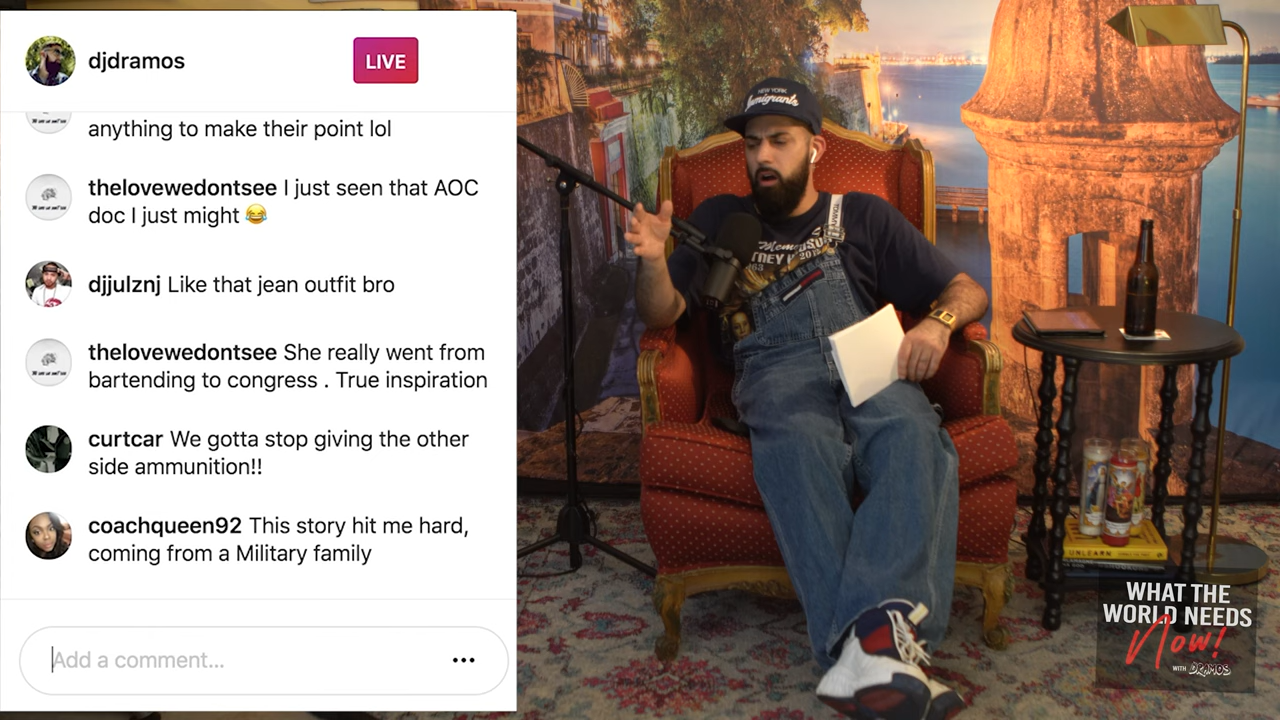 djdramos
LIVE
anything to make their point lol
thelovewedontsee I just seen that AOC
doc I just might 😂
djjulznj Like that jean outfit bro
thelovewedontsee She really went from
bartending to congress . True inspiration
curtcar We gotta stop giving the other
side ammunition!!
coachqueen92 This story hit me hard,
coming from a Military family
Add a comment...
NEW YORK
Immigrants
UNLEARN
WHAT THE
WORLD NEEDS
Now!
WITH DRAMOS